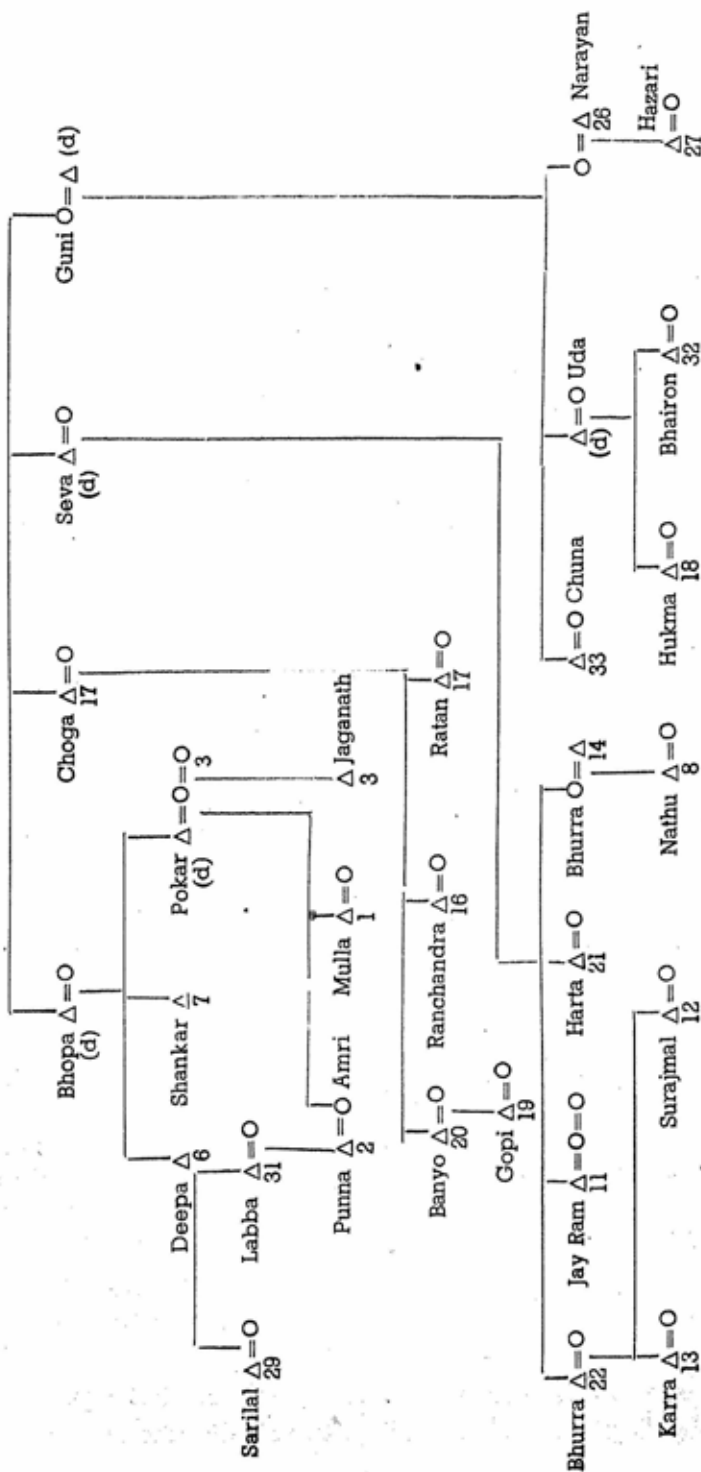 Bhopa Choga Seva Guni (d)
(d) 17 (d)
Deepa Shankar Pokar 3
6 7 (d)
Sarilal Labba
29 31
Punna Amri Mulla Jaganath
2 1 3
Banyo Ranchandra Ratan
20 16 17
Gopi
19
Bhurra Jay Ram Harta Bhurra Chuna Uda Narayan
22 11 21 14 33 (d) 26
Karra Surajmal Nathu Hukma Bhairon Hazari
13 12 8 18 32 27